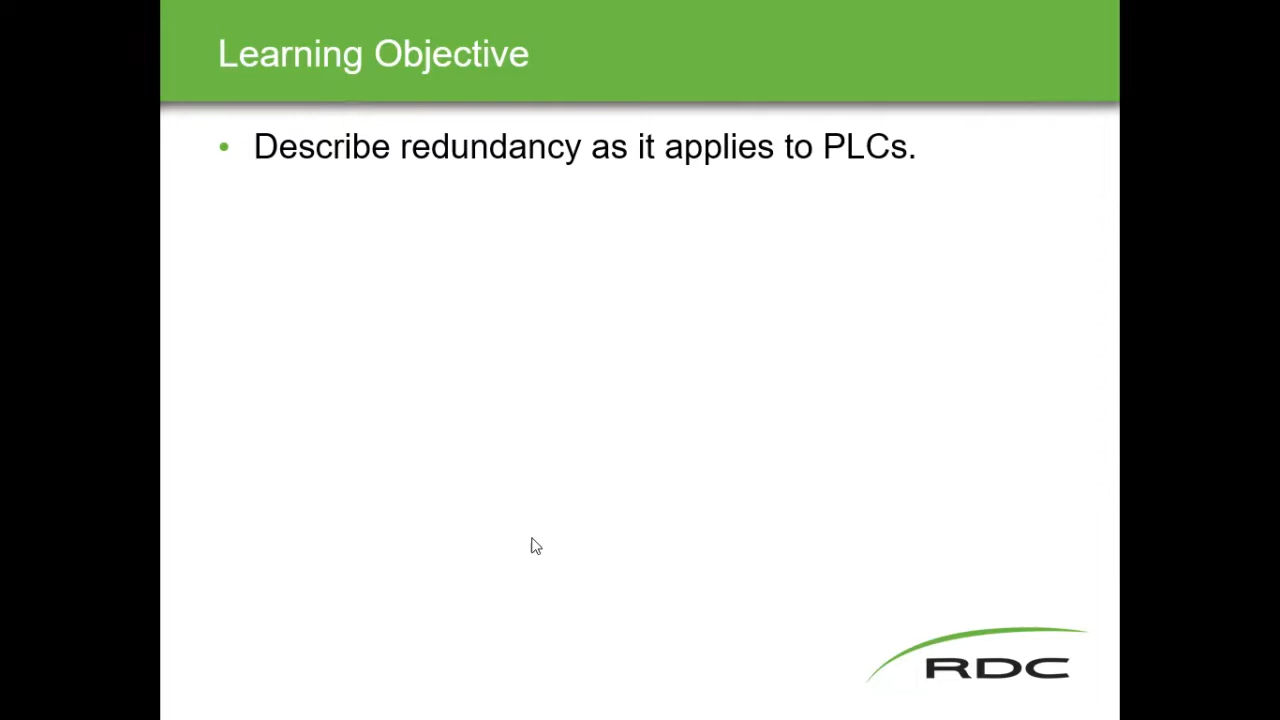 Learning Objective
• Describe redundancy as it applies to PLCs.
RDC